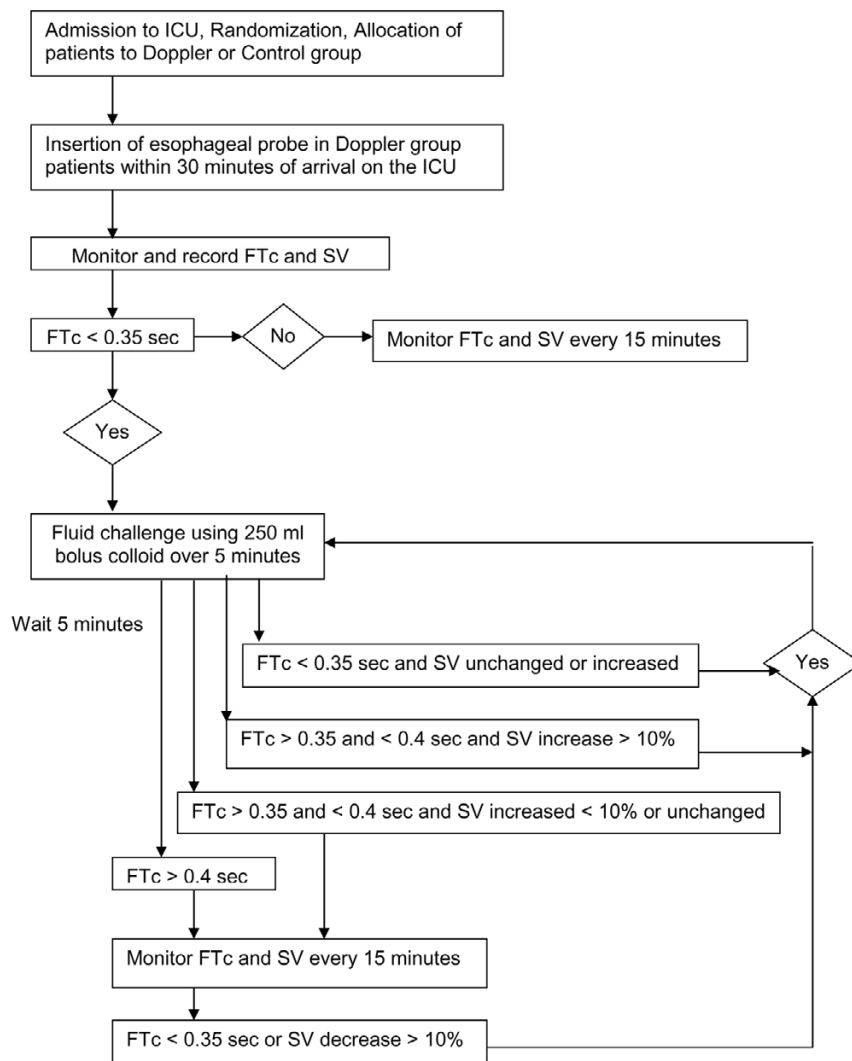 Admission to ICU, Randomization, Allocation of
patients to Doppler or Control group
Insertion of esophageal probe in Doppler group
patients within 30 minutes of arrival on the ICU
Monitor and record FTc and SV
FTc < 0.35 sec
No
Monitor FTc and SV every 15 minutes
Yes
Fluid challenge using 250 ml
bolus colloid over 5 minutes
Wait 5 minutes
FTc < 0.35 sec and SV unchanged or increased
Yes
FTc > 0.35 and < 0.4 sec and SV increase > 10%
FTc > 0.35 and < 0.4 sec and SV increased < 10% or unchanged
FTc > 0.4 sec
Monitor FTc and SV every 15 minutes
FTc < 0.35 sec or SV decrease > 10%